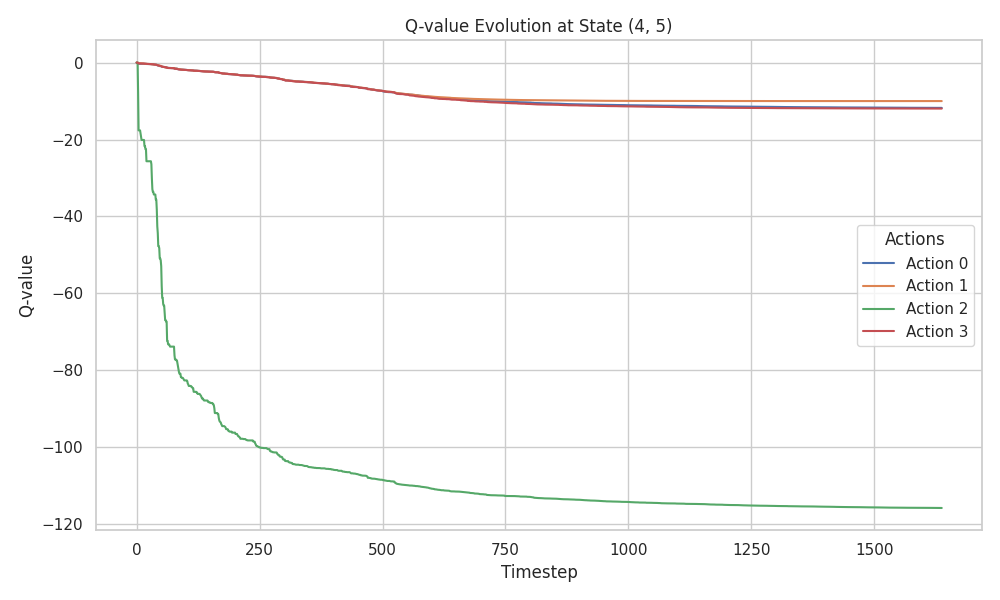 Q-value Evolution at State (4, 5)
Q-value
0
−20
−40
−60
−80
−100
−120
Actions
Action 0
Action 1
Action 2
Action 3
0 250 500 750 1000 1250 1500
Timestep